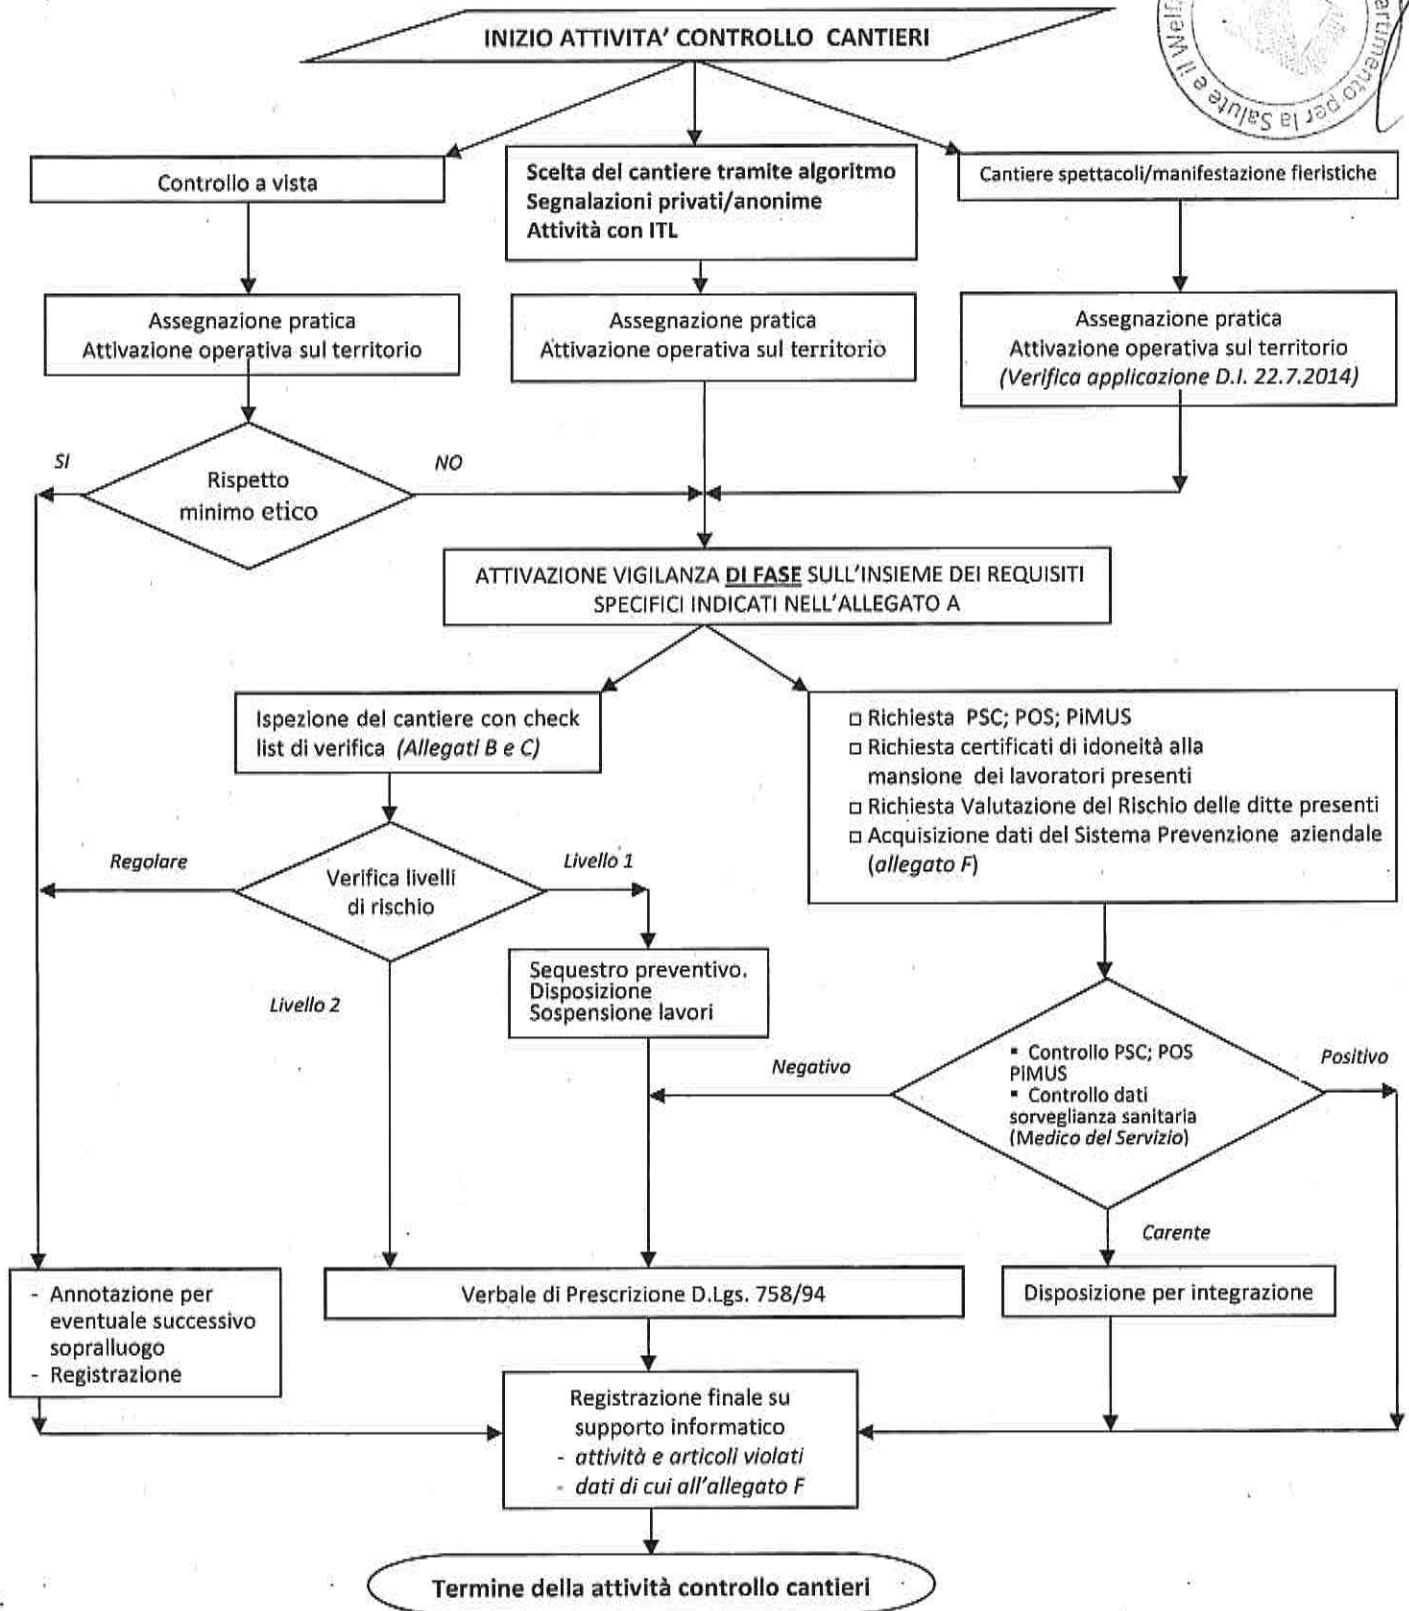 INIZIO ATTIVITA' CONTROLLO CANTIERI
e il Welf
artimento per la Salute
Controllo a vista
Scelta del cantiere tramite algoritmo
Segnalazioni privati/anonime
Attività con ITL
Cantiere spettacoli/manifestazione fieristiche
Assegnazione pratica
Attivazione operativa sul territorio
Assegnazione pratica
Attivazione operativa sul territorio
Assegnazione pratica
Attivazione operativa sul territorio
(Verifica applicazione D.I. 22.7.2014)
SI
Rispetto
minimo etico
NO
ATTIVAZIONE VIGILANZA DI FASE SULL'INSIEME DEI REQUISITI
SPECIFICI INDICATI NELL'ALLEGATO A
Ispezione del cantiere con check
list di verifica (Allegati B e C)
□ Richiesta PSC; POS; PiMUS
□ Richiesta certificati di idoneità alla
mansione dei lavoratori presenti
□ Richiesta Valutazione del Rischio delle ditte presenti
□ Acquisizione dati del Sistema Prevenzione aziendale
(allegato F)
Regolare
Verifica livelli
di rischio
Livello 1
Livello 2
Sequestro preventivo.
Disposizione
Sospensione lavori
Negativo
▪ Controllo PSC; POS
PiMUS
▪ Controllo dati
sorveglianza sanitaria
(Medico del Servizio)
Positivo
Carente
- Annotazione per
eventuale successivo
sopralluogo
- Registrazione
Verbale di Prescrizione D.Lgs. 758/94
Disposizione per integrazione
Registrazione finale su
supporto informatico
- attività e articoli violati
- dati di cui all'allegato F
Termine della attività controllo cantieri